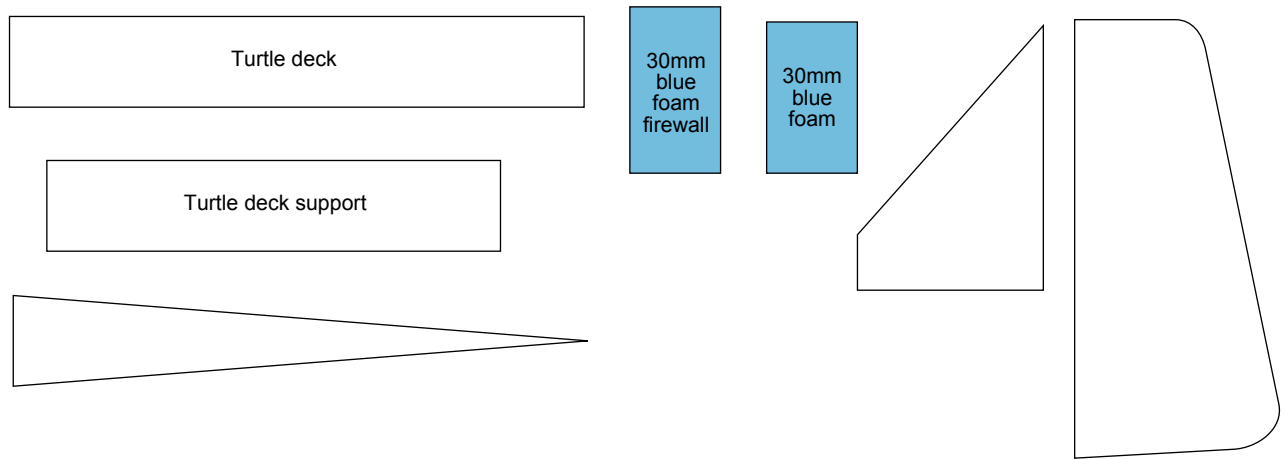 Turtle deck
30mm
blue
foam
firewall
30mm
blue
foam
Turtle deck support